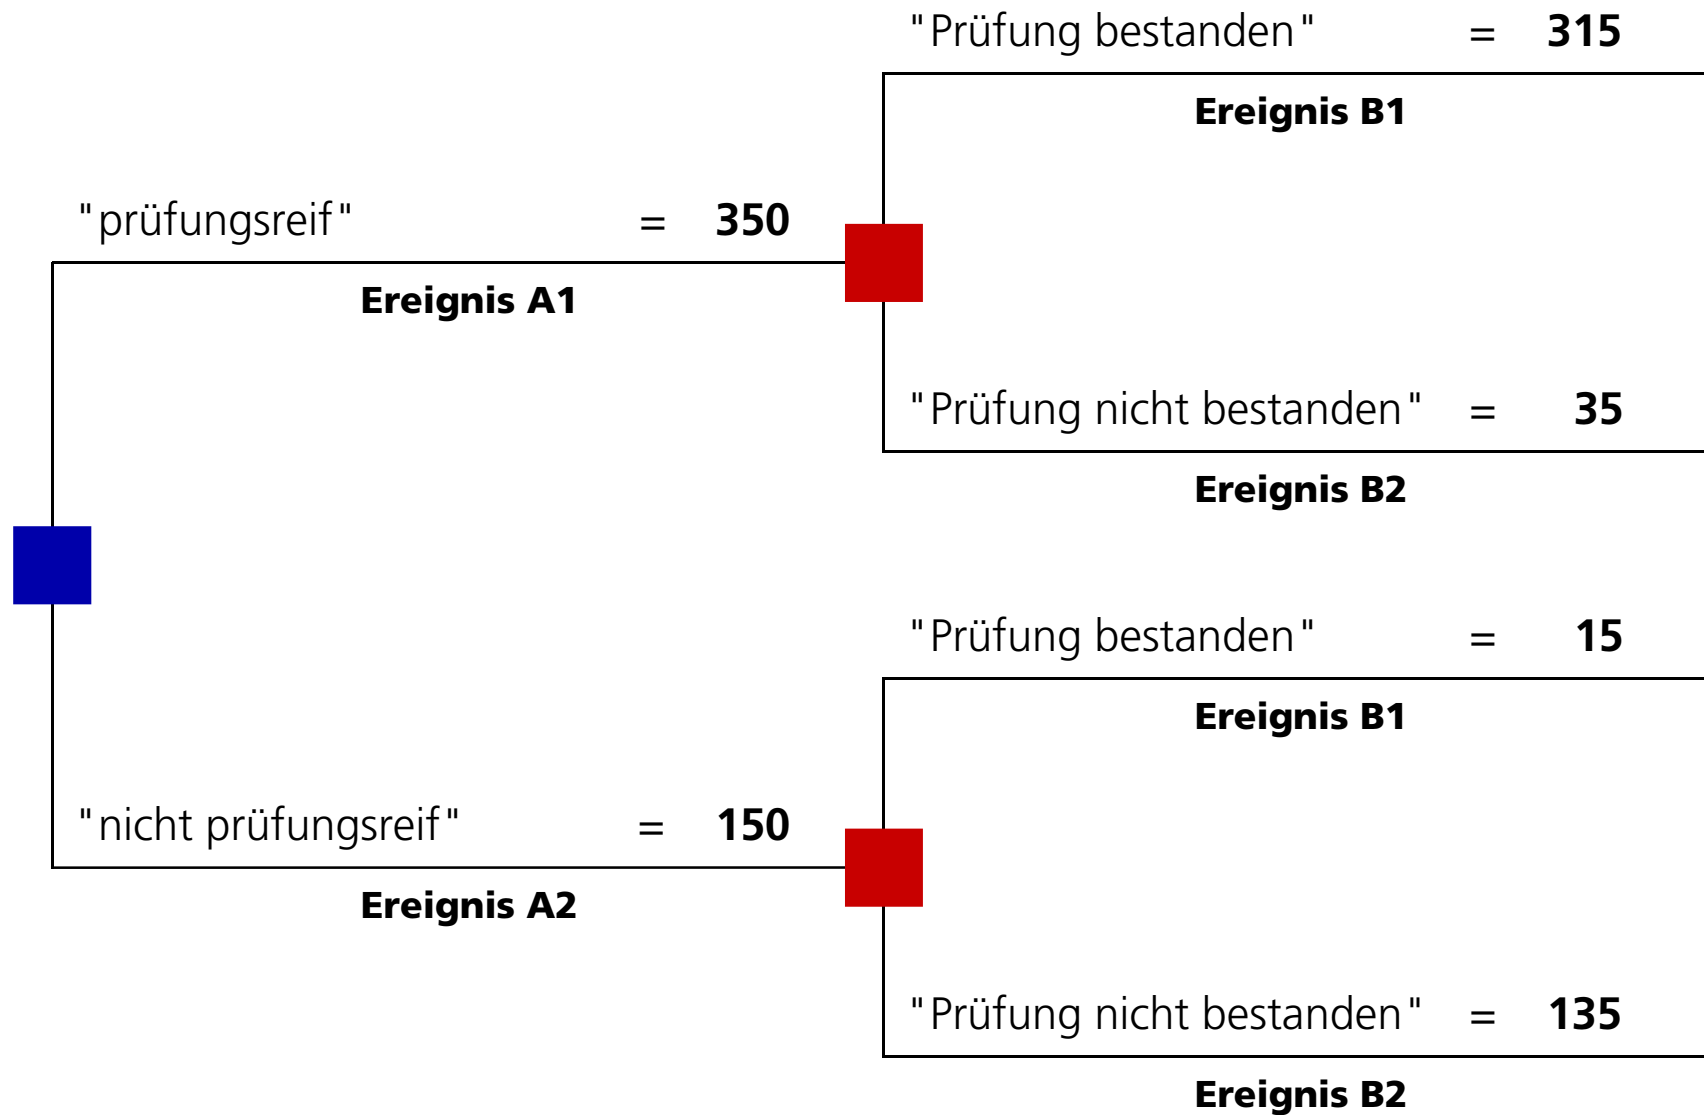 "Prüfung bestanden" = 315
Ereignis B1
"prüfungsreif" = 350
Ereignis A1
"Prüfung nicht bestanden" = 35
Ereignis B2
"Prüfung bestanden" = 15
Ereignis B1
"nicht prüfungsreif" = 150
Ereignis A2
"Prüfung nicht bestanden" = 135
Ereignis B2